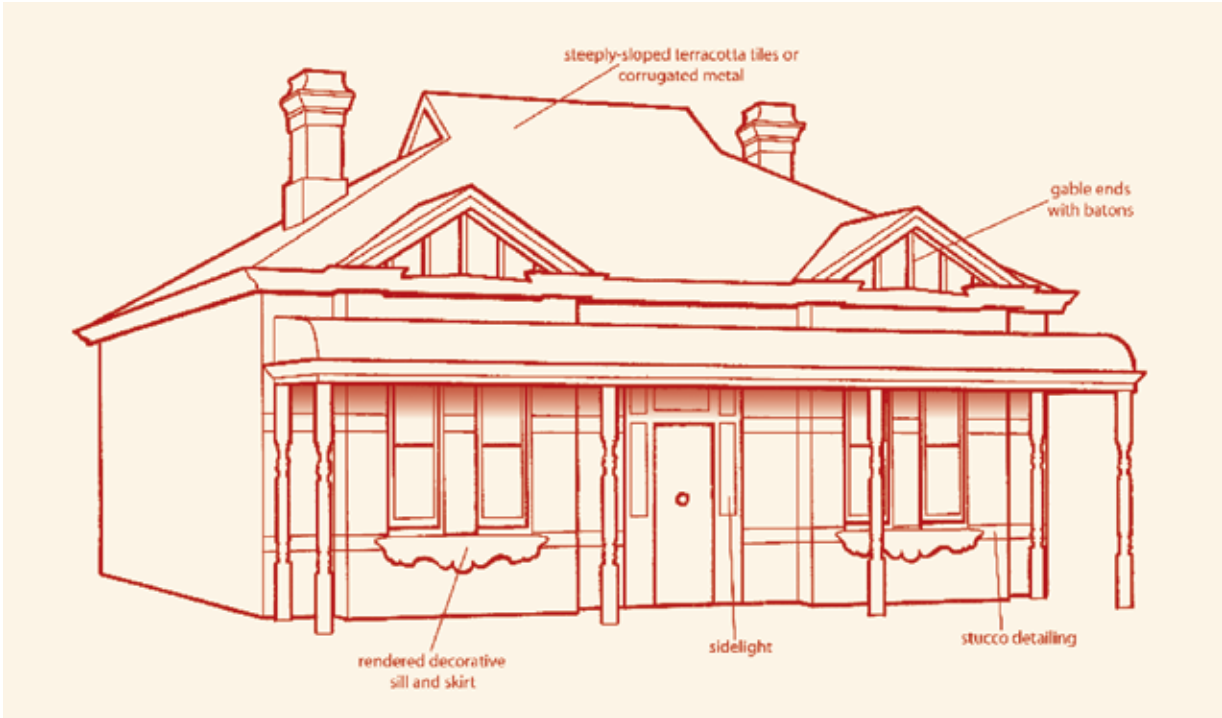 steeply-sloped terracotta tiles or
corrugated metal
gable ends
with batons
rendered decorative
sill and skirt
sidelight
stucco detailing